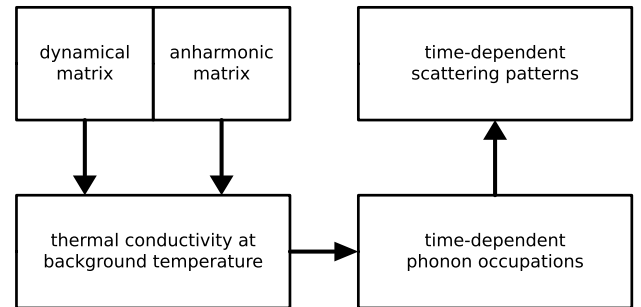 dynamical
matrix
anharmonic
matrix
time-dependent
scattering patterns
thermal conductivity at
background temperature
time-dependent
phonon occupations